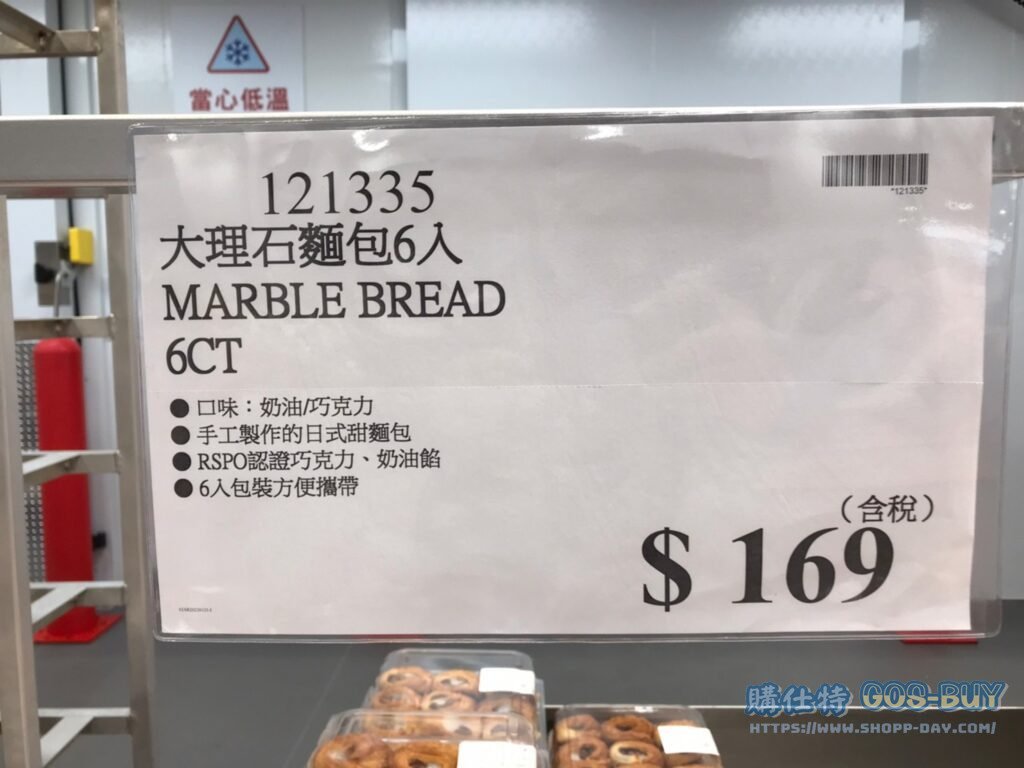 當心低溫
121335
*121335*
大理石麵包6入
MARBLE BREAD
6CT
● 口味：奶油/巧克力
● 手工製作的日式甜麵包
● RSPO認證巧克力、奶油餡
● 6入包裝方便攜帶
（含稅）
$ 169
購仕特 GOS-BUY
HTTPS://WWW.SHOPP-DAY.COM/